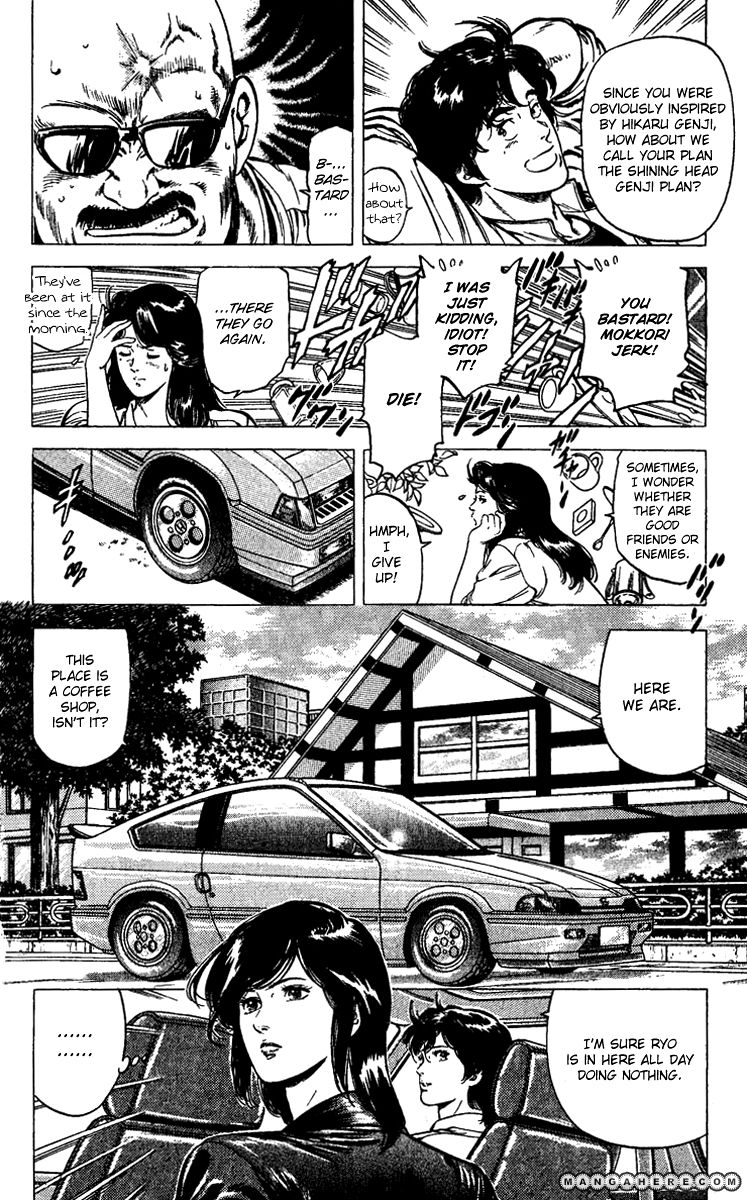 SINCE YOU WERE
OBVIOUSLY INSPIRED
BY HIKARU GENJI,
HOW ABOUT WE
CALL YOUR PLAN
THE SHINING HEAD
GENJI PLAN?
How
about
that?
B-...
BAS-
TARD
...
YOU
BASTARD!
MOKKORI
JERK!
I WAS
JUST
KIDDING,
IDIOT!
STOP
IT!
DIE!
...THERE
THEY GO
AGAIN.
They've
been at it
since the
morning.
SOMETIMES,
I WONDER
WHETHER
THEY ARE
GOOD
FRIENDS OR
ENEMIES.
HMPH,
I
GIVE
UP!
HERE
WE ARE.
THIS
PLACE IS
A COFFEE
SHOP,
ISN'T IT?
I'M SURE RYO
IS IN HERE ALL DAY
DOING NOTHING.
......
......
MANGAHERE.COM